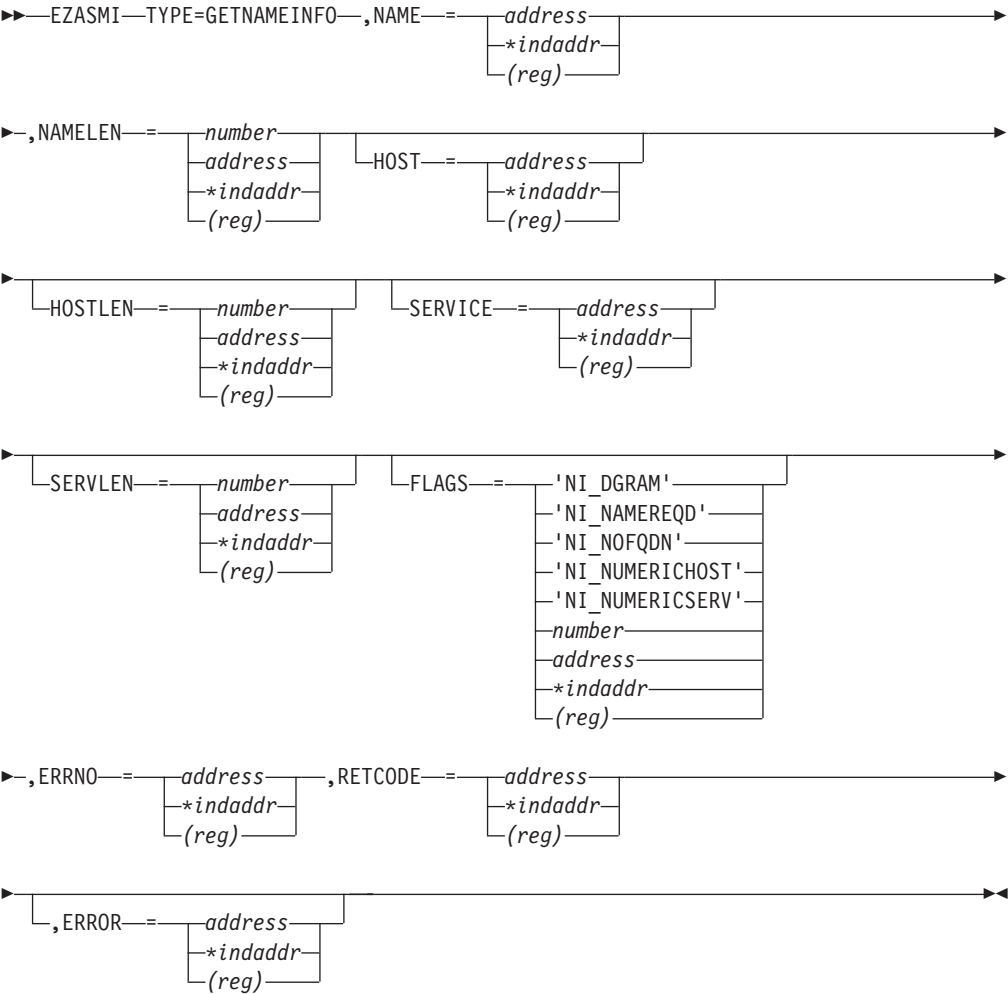 EZASMI TYPE=GETNAMEINFO ,NAME = address
*indaddr
(reg)
,NAMELEN = number HOST = address
address *indaddr
*indaddr (reg)
(reg)
HOSTLEN = number SERVICE = address
address *indaddr
*indaddr (reg)
(reg)
SERVLEN = number FLAGS = 'NI_DGRAM'
address 'NI_NAMEREQD'
*indaddr 'NI_NOFQDN'
(reg) 'NI_NUMERICHOST'
'NI_NUMERICSERV'
number
address
*indaddr
(reg)
,ERRNO = address ,RETCODE = address
*indaddr *indaddr
(reg) (reg)
,ERROR = address
*indaddr
(reg)